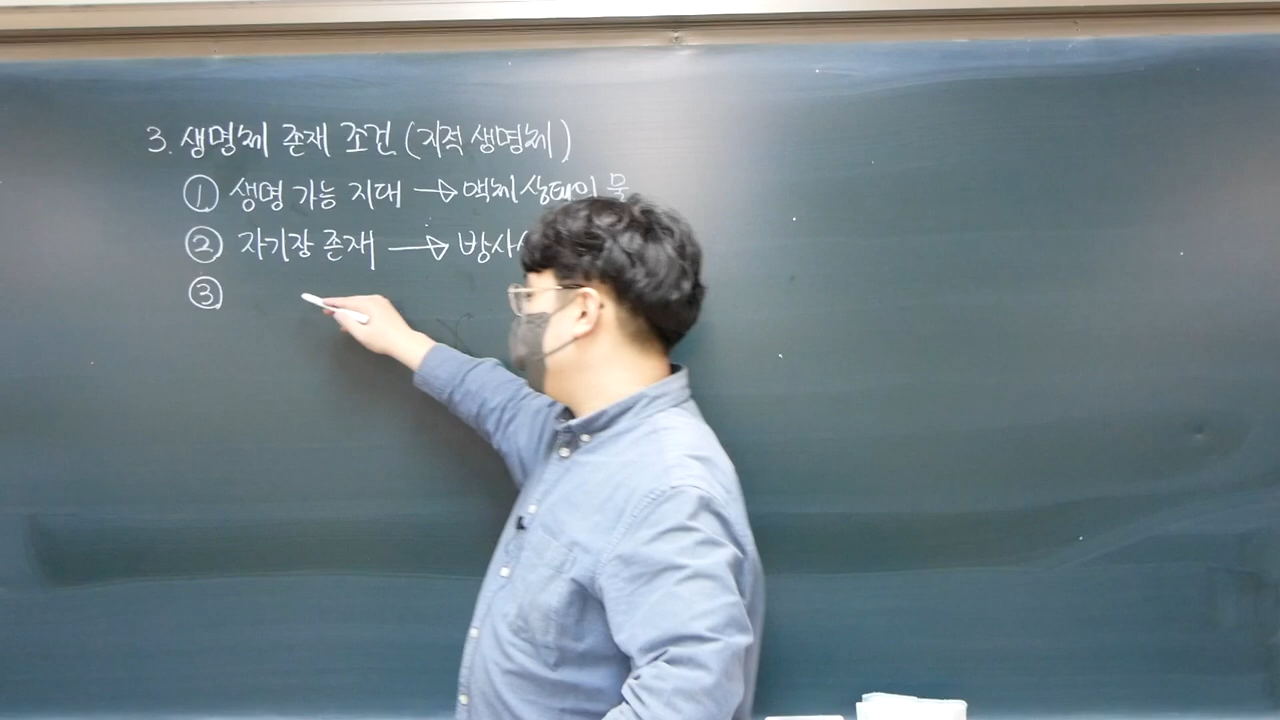 3. 생명체 존재 조건 (지적 생명체)
① 생명 가능 지대 → 액체 상태의 물
② 자기장 존재 → 방사
③